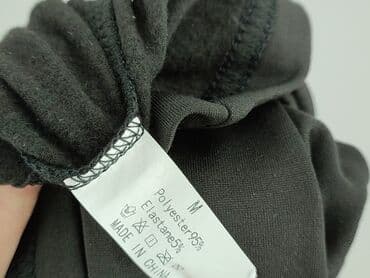 M
Polyester95%
Elastane5%
MADE IN CHINA